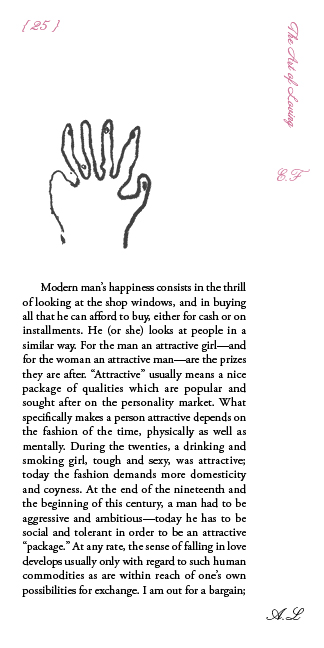 [ 25 ]
The Art of Loving
E.F
Modern man's happiness consists in the thrill
of looking at the shop windows, and in buying
all that he can afford to buy, either for cash or on
installments. He (or she) looks at people in a
similar way. For the man an attractive girl—and
for the woman an attractive man—are the prizes
they are after. “Attractive” usually means a nice
package of qualities which are popular and
sought after on the personality market. What
specifically makes a person attractive depends on
the fashion of the time, physically as well as
mentally. During the twenties, a drinking and
smoking girl, tough and sexy, was attractive;
today the fashion demands more domesticity
and coyness. At the end of the nineteenth and
the beginning of this century, a man had to be
aggressive and ambitious—today he has to be
social and tolerant in order to be an attractive
“package.” At any rate, the sense of falling in love
develops usually only with regard to such human
commodities as are within reach of one's own
possibilities for exchange. I am out for a bargain;
A.L